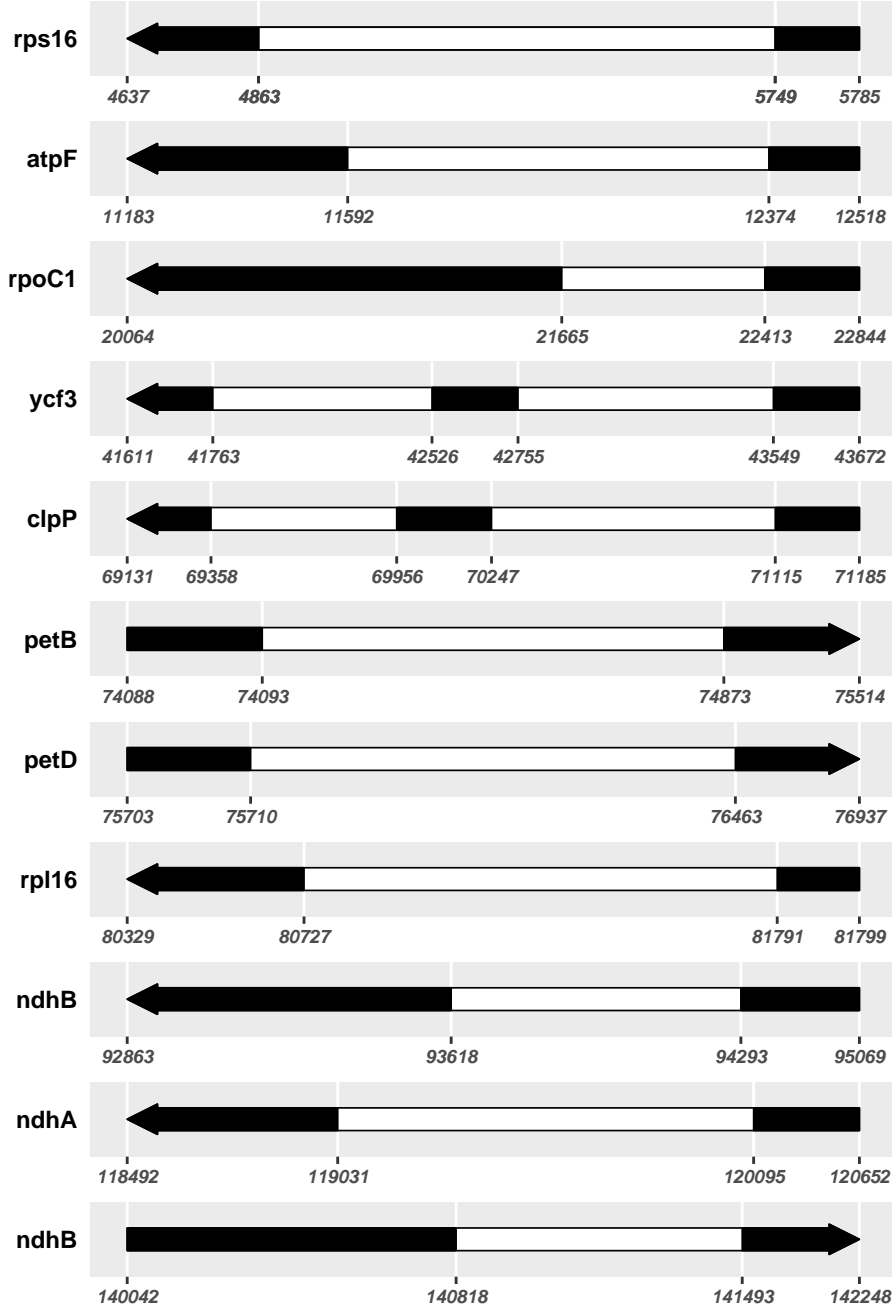 rps16
4637 4863 5749 5785
atpF
11183 11592 12374 12518
rpoC1
20064 21665 22413 22844
ycf3
41611 41763 42526 42755 43549 43672
clpP
69131 69358 69956 70247 71115 71185
petB
74088 74093 74873 75514
petD
75703 75710 76463 76937
rpl16
80329 80727 81791 81799
ndhB
92863 93618 94293 95069
ndhA
118492 119031 120095 120652
ndhB
140042 140818 141493 142248